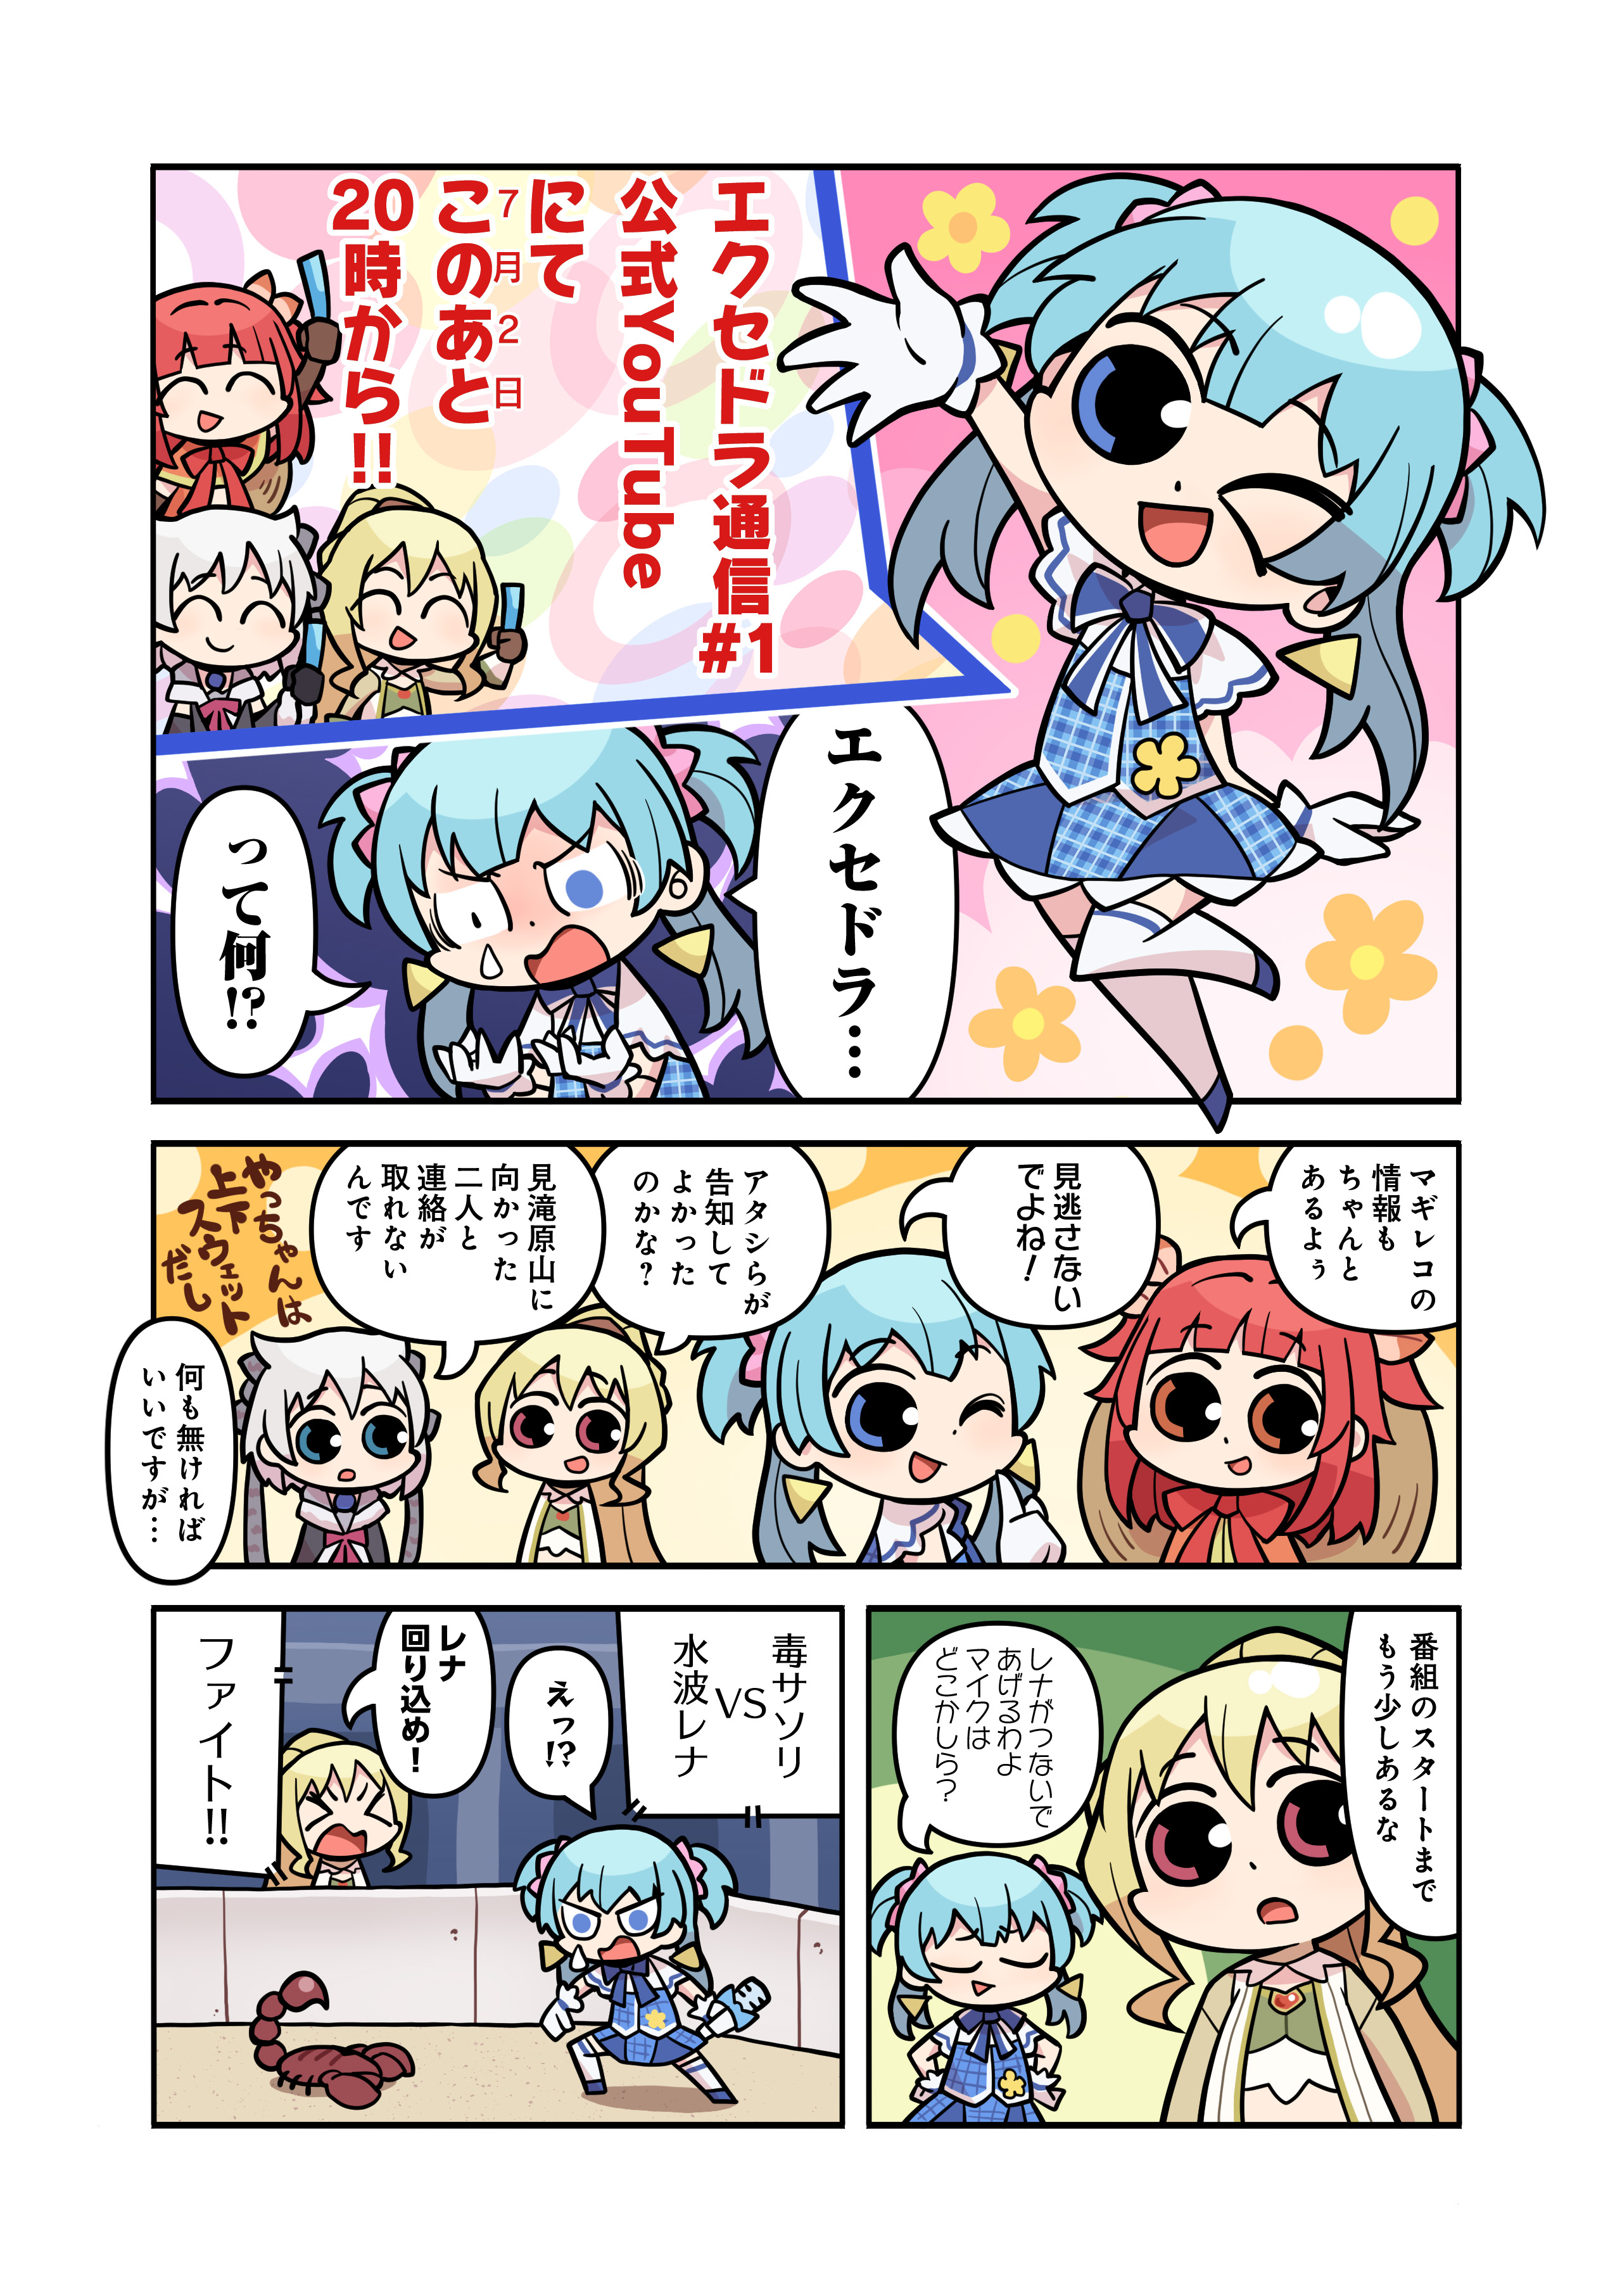 エクセドラ通信#1
公式YouTube
にて
7月2日
このあと
20時から!!
エクセドラ…
って何!?
マギレコの
情報も
ちゃんと
あるよぅ
見逃さない
でよね！
アタシらが
告知して
よかった
のかな？
見滝原山に
向かった
二人と
連絡が
取れない
んです
やっちゃんは
上下
スウェット
だし
何も無ければ
いいですが…
番組のスタートまで
もう少しあるな
レナがつないで
あげるわよ
マイクは
どこかしら？
毒サソリ
VS
水波レナ
えっ!?
レナ
回り込め！
ファイト!!